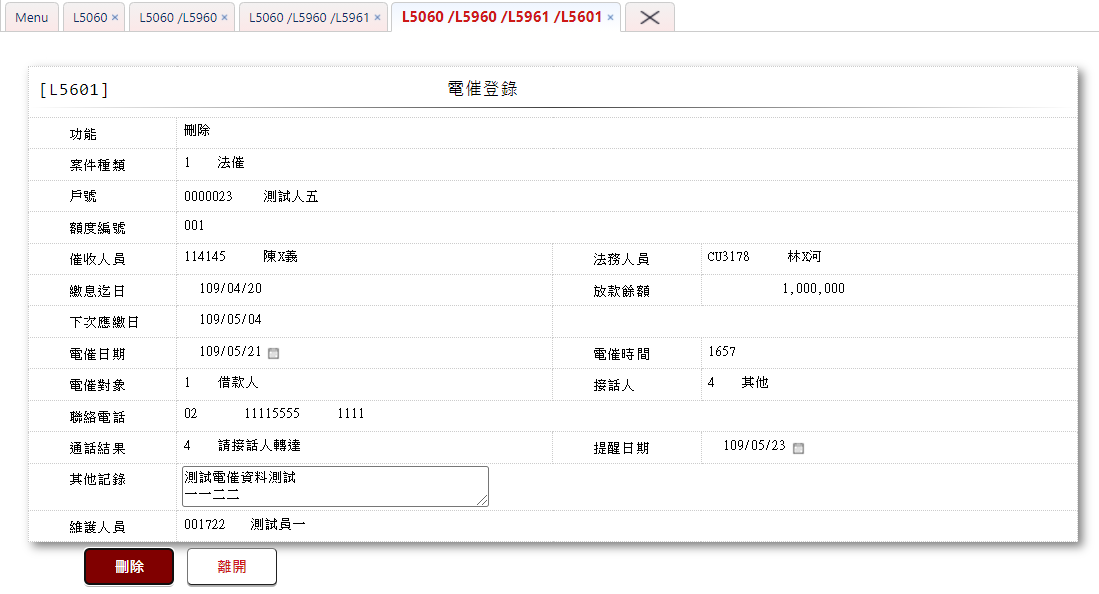 Menu L5060 × L5060 /L5960 × L5060 /L5960 /L5961 × L5060 /L5960 /L5961 /L5601 ×
[L5601] 電催登錄
功能 刪除
案件種類 1 法催
戶號 0000023 測試人五
額度編號 001
催收人員 114145 陳X義 法務人員 CU3178 林X河
繳息迄日 109/04/20 放款餘額 1,000,000
下次應繳日 109/05/04
電催日期 109/05/21 電催時間 1657
電催對象 1 借款人 接話人 4 其他
聯絡電話 02 11115555 1111
通話結果 4 請接話人轉達 提醒日期 109/05/23
其他記錄 測試電催資料測試
一一二二
維護人員 001722 測試員一
刪除 離開